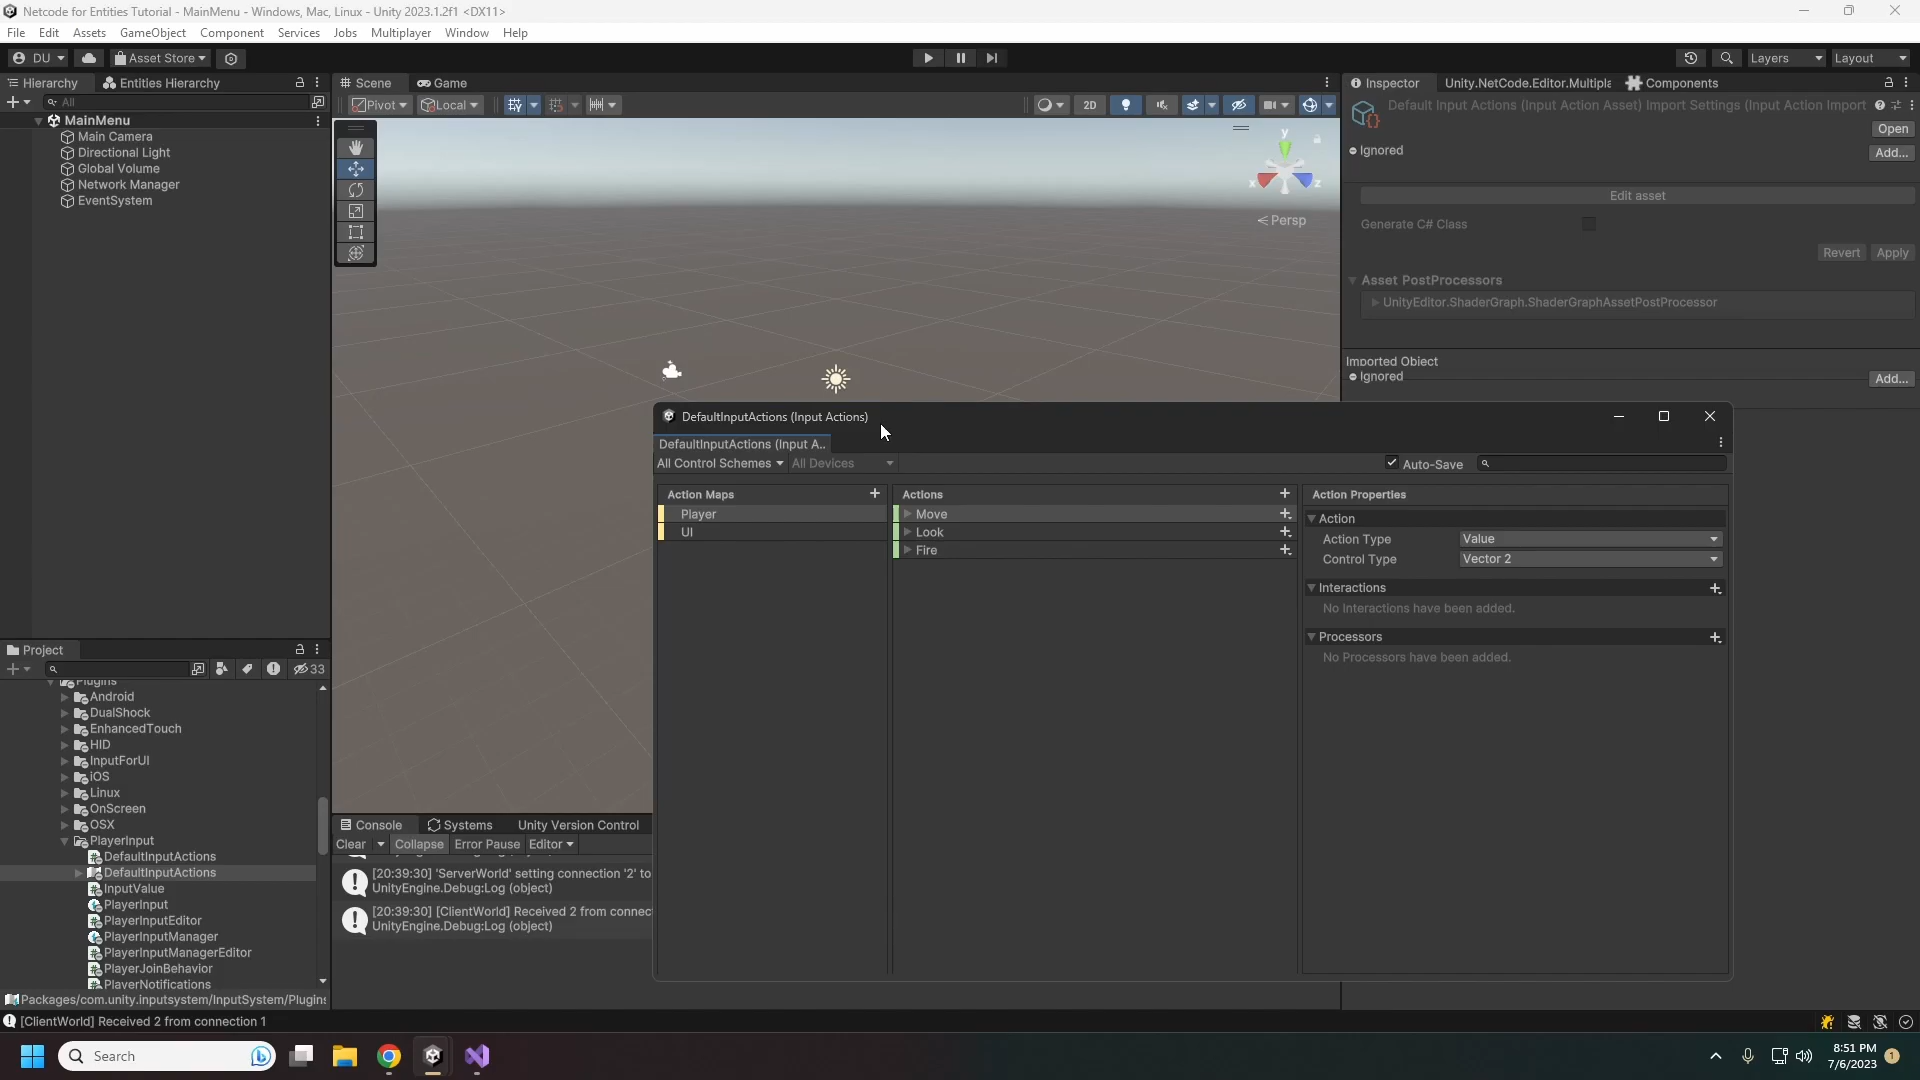 Netcode for Entities Tutorial - MainMenu - Windows, Mac, Linux - Unity 2023.1.2f1 <DX11>
File Edit Assets GameObject Component Services Jobs Multiplayer Window Help
DU Asset Store Layers Layout
Hierarchy Entities Hierarchy
All
MainMenu
Main Camera
Directional Light
Global Volume
Network Manager
EventSystem
Scene Game
Pivot Local 2D
y
x z
Persp
Inspector Unity.NetCode.Editor.Multipl Components
Default Input Actions (Input Action Asset) Import Settings (Input Action Import
Open
Ignored
Add...
Edit asset
Generate C# Class
Revert Apply
Asset PostProcessors
UnityEditor.ShaderGraph.ShaderGraphAssetPostProcessor
Imported Object
Ignored
Add...
DefaultInputActions (Input Actions)
DefaultInputActions (Input A..
All Control Schemes All Devices Auto-Save
Action Maps
Player
UI
Actions
Move
Look
Fire
Action Properties
Action
Action Type Value
Control Type Vector 2
Interactions
No Interactions have been added.
Processors
No Processors have been added.
Project
33
Plugins
Android
DualShock
EnhancedTouch
HID
InputForUI
iOS
Linux
OnScreen
OSX
PlayerInput
DefaultInputActions
DefaultInputActions
InputValue
PlayerInput
PlayerInputEditor
PlayerInputManager
PlayerInputManagerEditor
PlayerJoinBehavior
PlayerNotifications
Packages/com.unity.inputsystem/InputSystem/Plugins
Console Systems Unity Version Control
Clear Collapse Error Pause Editor
[20:39:30] 'ServerWorld' setting connection '2' to
UnityEngine.Debug:Log (object)
[20:39:30] [ClientWorld] Received 2 from connec
UnityEngine.Debug:Log (object)
[ClientWorld] Received 2 from connection 1
Search
8:51 PM
7/6/2023
1